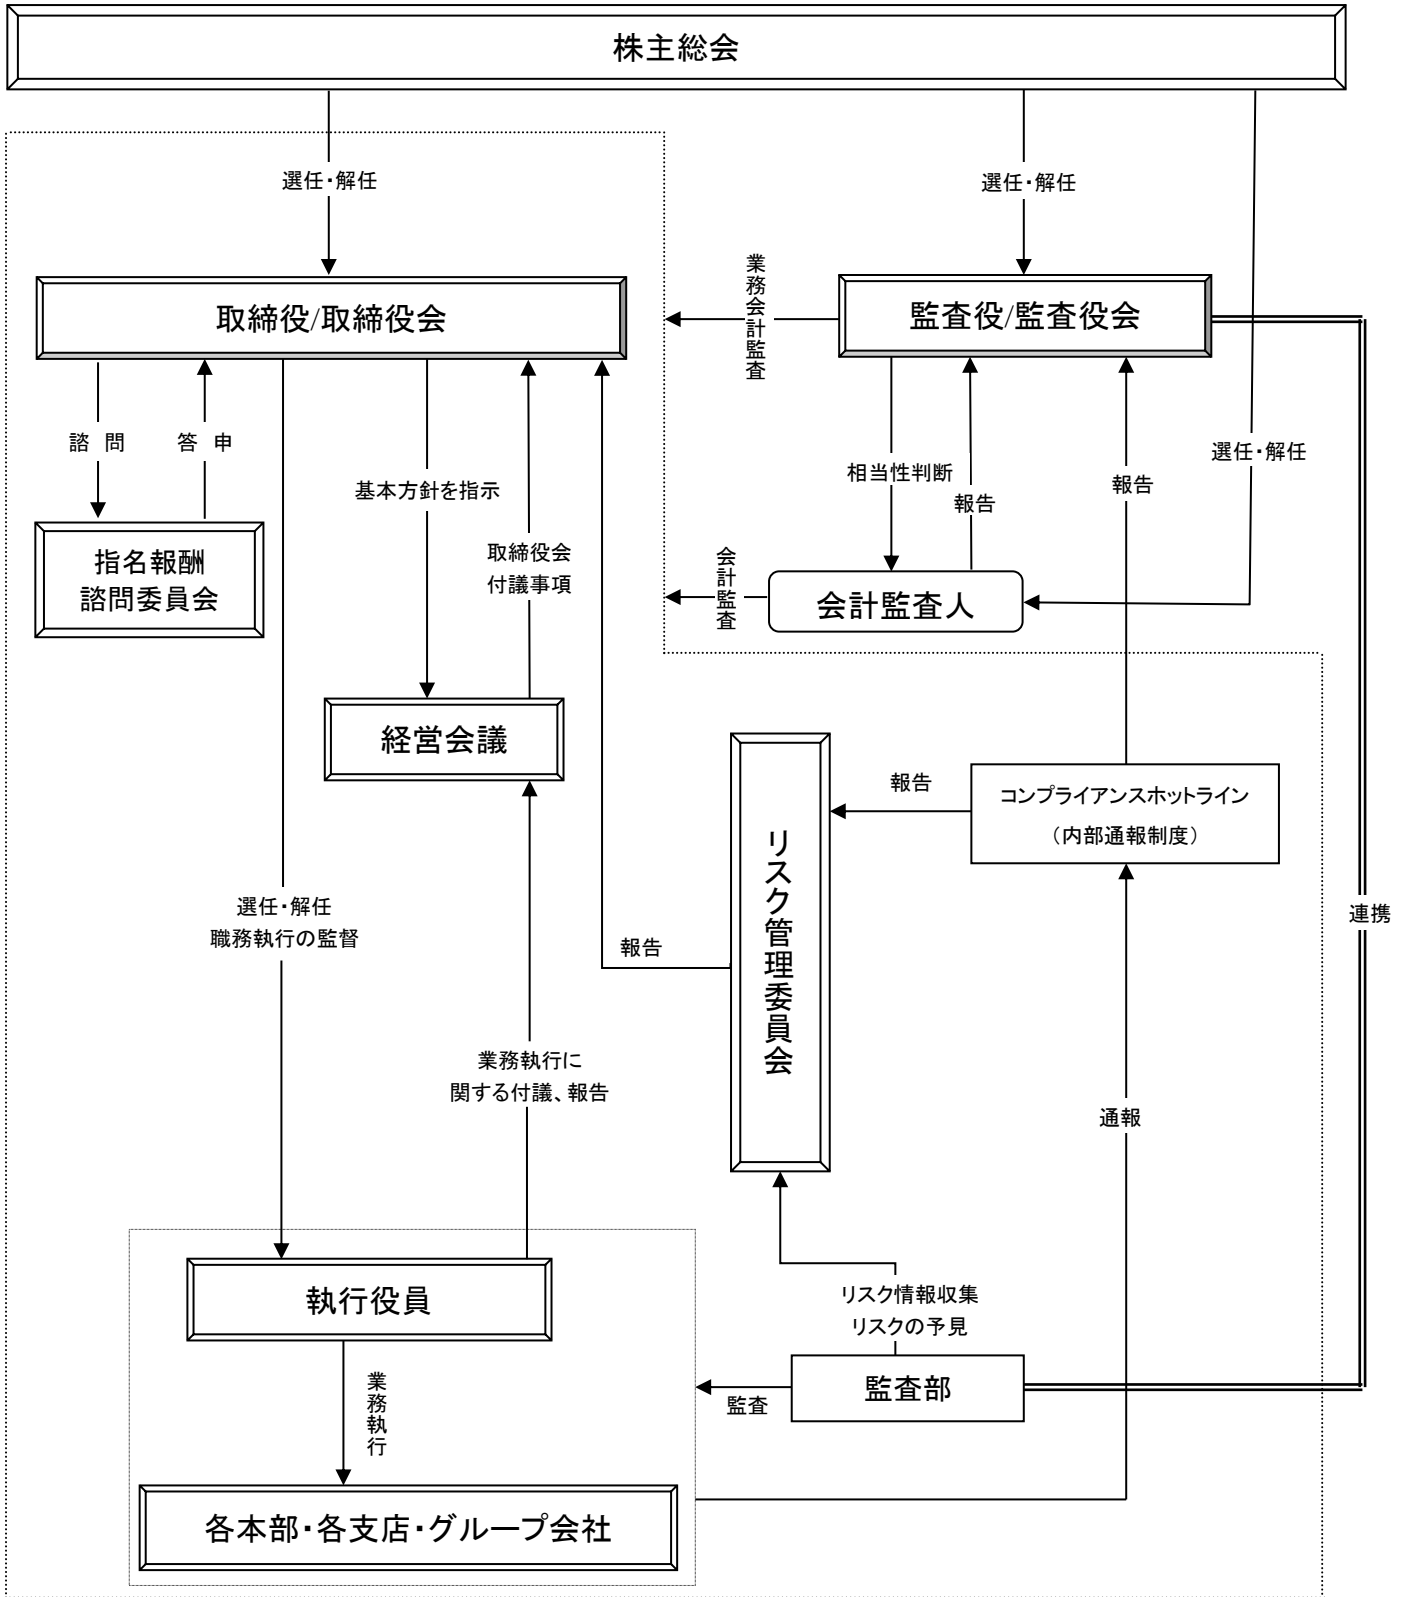 株主総会
選任・解任
選任・解任
業務会計監査
取締役/取締役会
監査役/監査役会
諮 問
答 申
選任・解任
相当性判断
基本方針を指示
報告
報告
取締役会
付議事項
会計監査
指名報酬
諮問委員会
会計監査人
経営会議
報告
コンプライアンスホットライン
（内部通報制度）
リスク管理委員会
選任・解任
職務執行の監督
報告
連携
業務執行に
関する付議、報告
通報
執行役員
リスク情報収集
リスクの予見
業務執行
監査
監査部
各本部・各支店・グループ会社